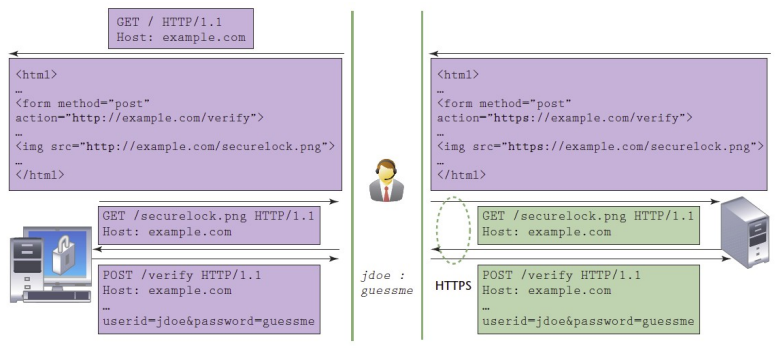 GET / HTTP/1.1
Host: example.com
<html>
…
<form method="post"
action="http://example.com/verify">
…
<img src="http://example.com/securelock.png">
…
</html>
<html>
…
<form method="post"
action="https://example.com/verify">
…
<img src="https://example.com/securelock.png">
…
</html>
GET /securelock.png HTTP/1.1
Host: example.com
GET /securelock.png HTTP/1.1
Host: example.com
POST /verify HTTP/1.1
Host: example.com
…
userid=jdoe&password=guessme
jdoe :
guessme
HTTPS
POST /verify HTTP/1.1
Host: example.com
…
userid=jdoe&password=guessme